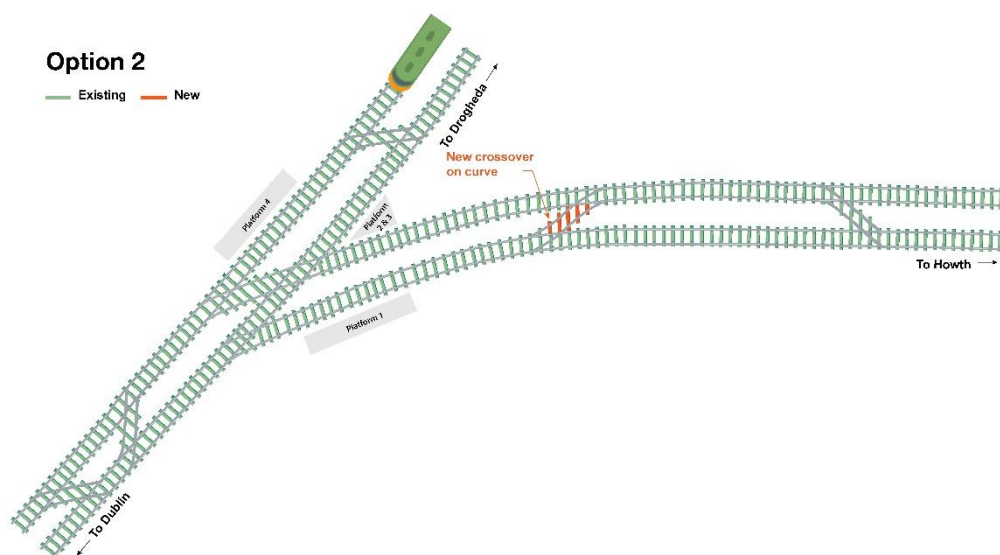 Option 2
Existing
New
To Drogheda
New crossover
on curve
Platform 4
Platform
2 & 3
To Howth
Platform 1
To Dublin